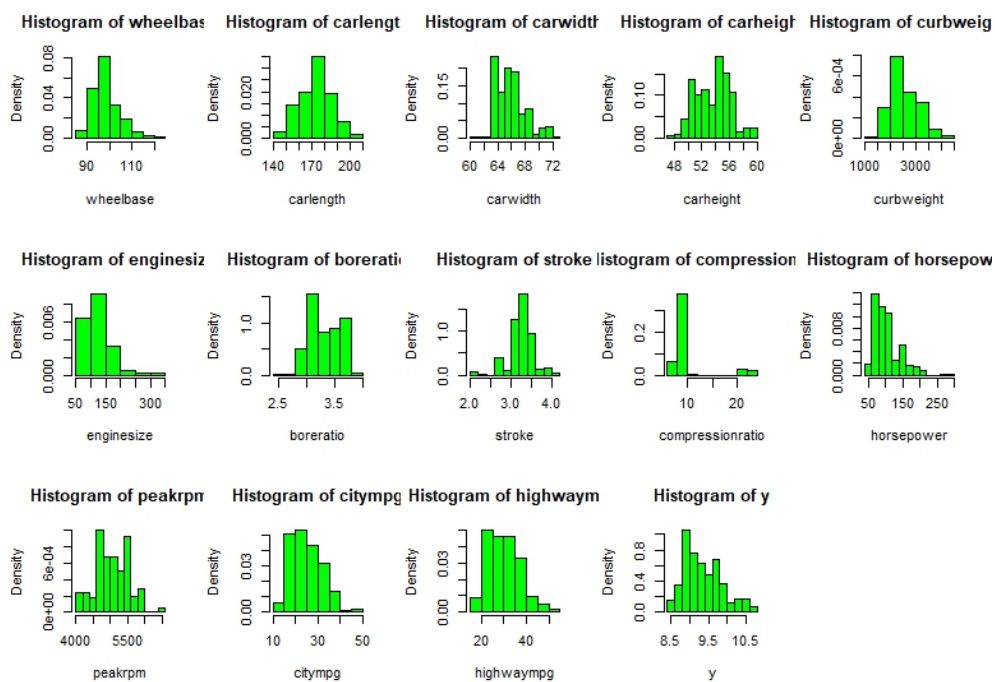 Histogram of wheelbas Histogram of carlengt Histogram of carwidth Histogram of carheigh Histogram of curbweig
Density Density Density Density Density
0.00 0.04 0.08 0.000 0.020 0.00 0.15 0.00 0.10 0e+00 6e-04
90 110 140 170 200 60 64 68 72 48 52 56 60 1000 3000
wheelbase carlength carwidth carheight curbweight
Histogram of enginesiz Histogram of boreratio Histogram of stroke listogram of compression Histogram of horsepow
Density Density Density Density Density
0.000 0.006 0.0 1.0 0.0 1.0 0.0 0.2 0.000 0.008
50 150 300 2.5 3.5 2.0 3.0 4.0 10 20 50 150 250
enginesize boreratio stroke compressionratio horsepower
Histogram of peakrpm Histogram of citympg Histogram of highwaym Histogram of y
Density Density Density Density
0e+00 6e-04 0.00 0.03 0.00 0.03 0.0 0.4 0.8
4000 5500 10 30 50 20 40 8.5 9.5 10.5
peakrpm citympg highwaympg y